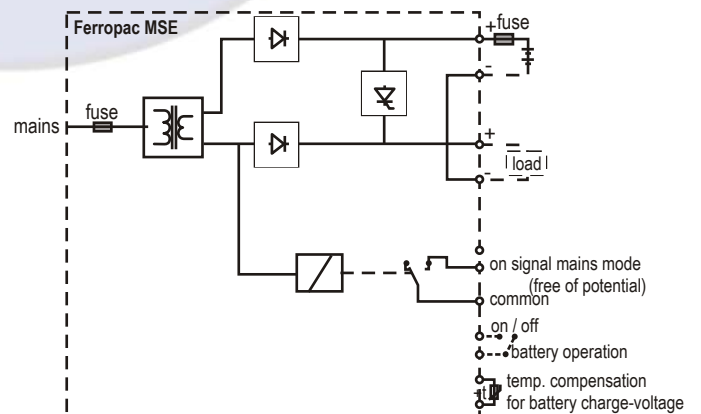 Ferropac MSE
+ fuse
-
fuse
mains
+
load
-
on signal mains mode
(free of potential)
common
on / off
battery operation
-t
temp. compensation
for battery charge-voltage